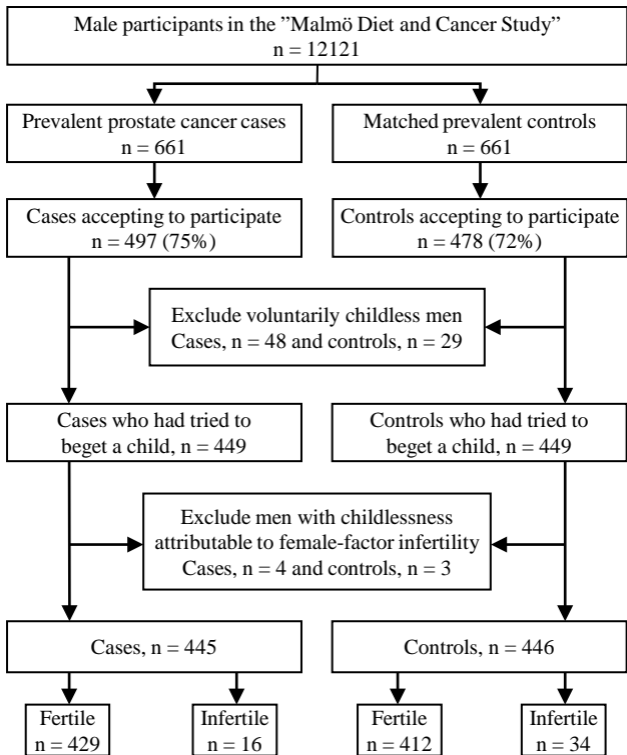 Male participants in the ”Malmö Diet and Cancer Study”
n = 12121
Prevalent prostate cancer cases
n = 661
Matched prevalent controls
n = 661
Cases accepting to participate
n = 497 (75%)
Controls accepting to participate
n = 478 (72%)
Exclude voluntarily childless men
Cases, n = 48 and controls, n = 29
Cases who had tried to
beget a child, n = 449
Controls who had tried to
beget a child, n = 449
Exclude men with childlessness
attributable to female-factor infertility
Cases, n = 4 and controls, n = 3
Cases, n = 445
Controls, n = 446
Fertile
n = 429
Infertile
n = 16
Fertile
n = 412
Infertile
n = 34